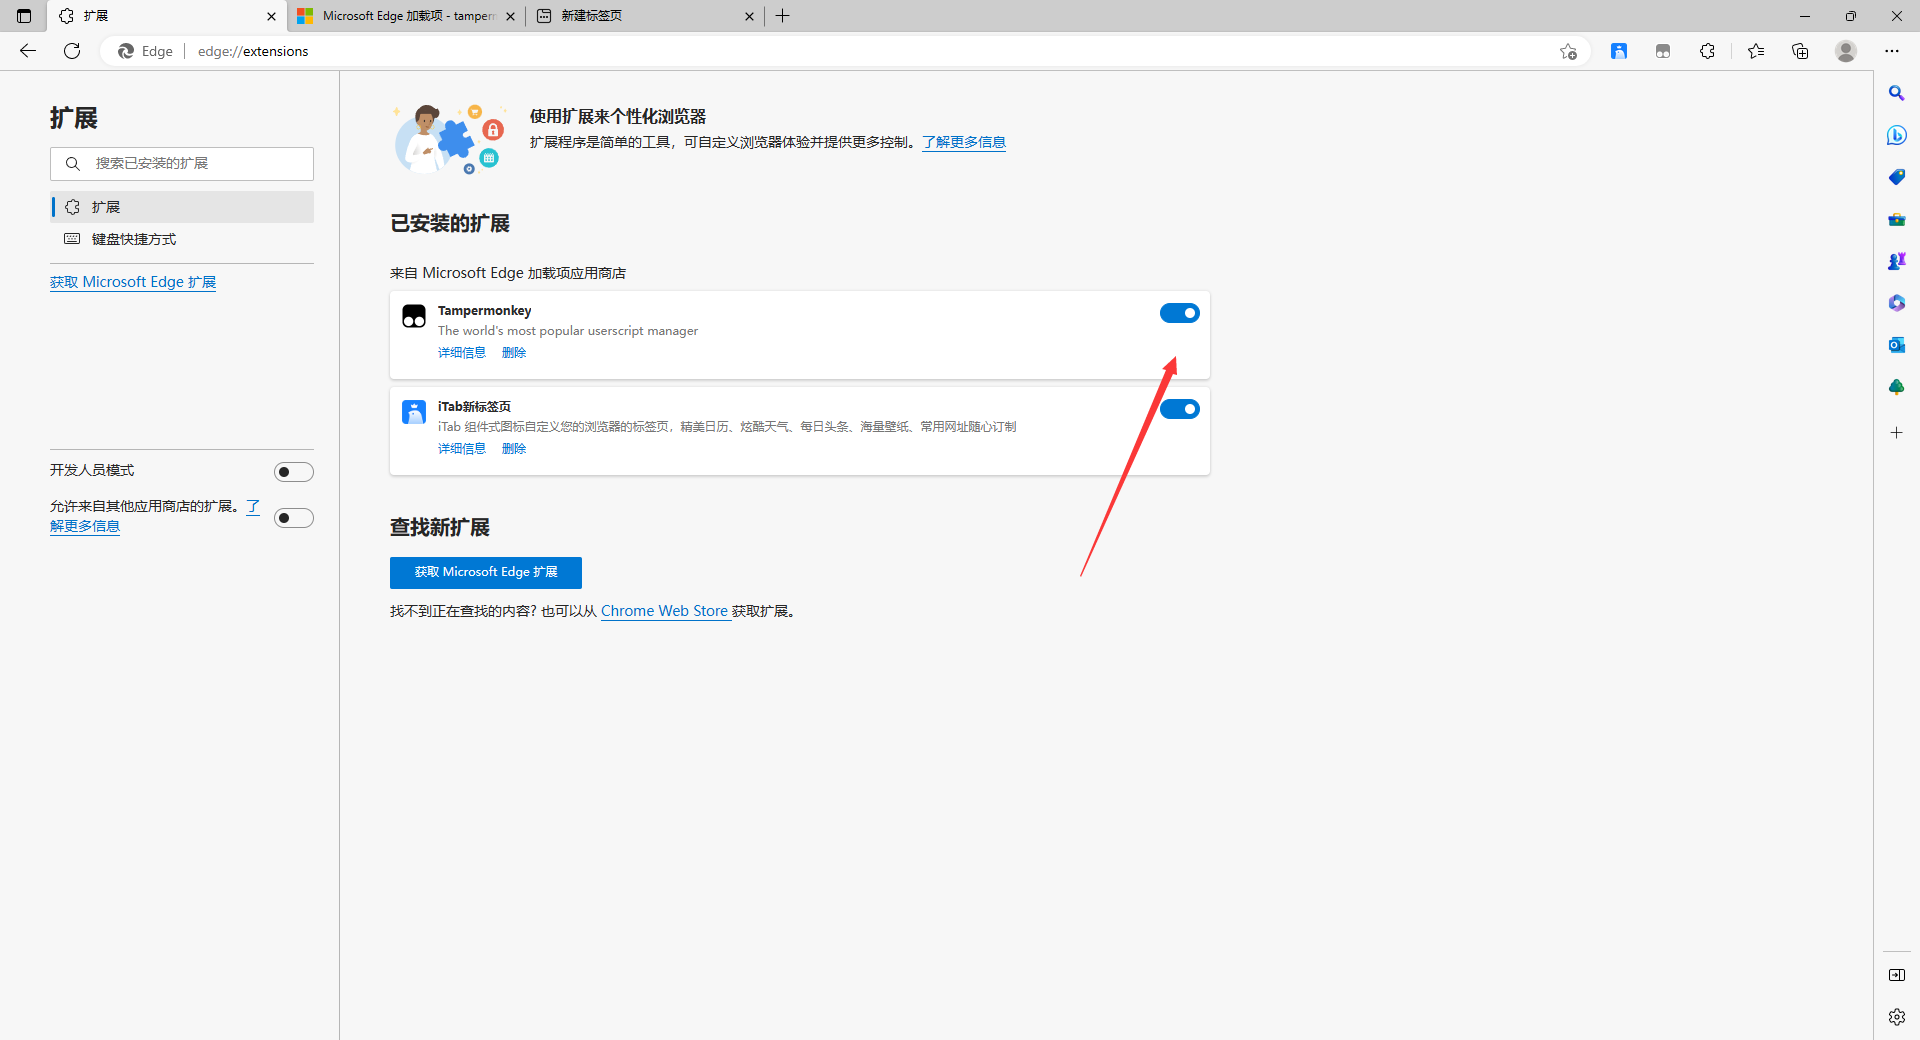 扩展
Microsoft Edge 加载项 - tamperm
新建标签页
Edge
edge://extensions
扩展
搜索已安装的扩展
扩展
键盘快捷方式
获取 Microsoft Edge 扩展
开发人员模式
允许来自其他应用商店的扩展。了
解更多信息
使用扩展来个性化浏览器
扩展程序是简单的工具，可自定义浏览器体验并提供更多控制。了解更多信息
已安装的扩展
来自 Microsoft Edge 加载项应用商店
Tampermonkey
The world's most popular userscript manager
详细信息 删除
iTab新标签页
iTab 组件式图标自定义您的浏览器的标签页，精美日历、炫酷天气、每日头条、海量壁纸、常用网址随心订制
详细信息 删除
查找新扩展
获取 Microsoft Edge 扩展
找不到正在查找的内容? 也可以从 Chrome Web Store 获取扩展。